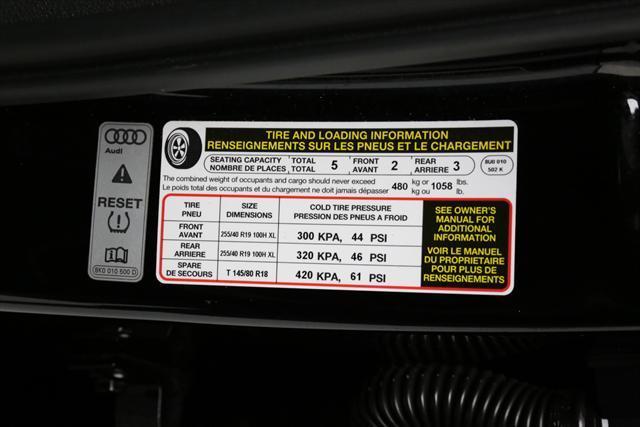 Audi
RESET
8K0 010 500 D
TIRE AND LOADING INFORMATION
RENSEIGNEMENTS SUR LES PNEUS ET LE CHARGEMENT
SEATING CAPACITY TOTAL 5 FRONT 2 REAR 3
NOMBRE DE PLACES TOTAL AVANT ARRIERE
8U0 010
502 K
The combined weight of occupants and cargo should never exceed 480 kg or 1058 lbs.
Le poids total des occupants et du chargement ne doit jamais dépasser kg ou lb.
TIRE SIZE COLD TIRE PRESSURE
PNEU DIMENSIONS PRESSION DES PNEUS A FROID
FRONT
AVANT 255/40 R19 100H XL 300 KPA, 44 PSI
REAR
ARRIERE 255/40 R19 100H XL 320 KPA, 46 PSI
SPARE
DE SECOURS T 145/80 R18 420 KPA, 61 PSI
SEE OWNER'S
MANUAL FOR
ADDITIONAL
INFORMATION
VOIR LE MANUEL
DU PROPRIETAIRE
POUR PLUS DE
RENSEIGNEMENTS